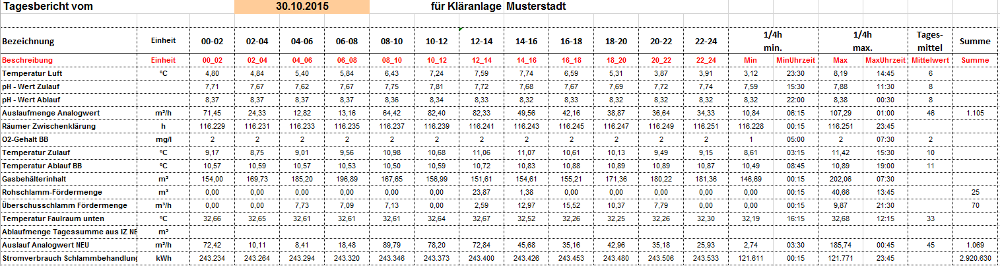 Tagesbericht vom 30.10.2015 für Kläranlage Musterstadt
Bezeichnung Einheit 00-02 02-04 04-06 06-08 08-10 10-12 12-14 14-16 16-18 18-20 20-22 22-24 1/4h min. 1/4h max. Tages-mittel Summe
Beschreibung Einheit 00_02 02_04 04_06 06_08 08_10 10_12 12_14 14_16 16_18 18_20 20_22 22_24 Min MinUhrzeit Max MaxUhrzeit Mittelwert Summe
Temperatur Luft °C 4,80 4,84 5,40 5,84 6,43 7,24 7,59 7,74 6,59 5,31 3,87 3,91 3,12 23:30 8,19 14:45 6
pH - Wert Zulauf 7,71 7,67 7,62 7,67 7,75 7,81 7,72 7,68 7,67 7,69 7,72 7,74 7,59 15:30 7,88 11:30 8
pH - Wert Ablauf 8,37 8,37 8,37 8,37 8,36 8,34 8,33 8,32 8,33 8,32 8,32 8,32 8,32 22:00 8,38 00:30 8
Auslaufmenge Analogwert m³/h 71,45 24,33 12,82 13,16 64,42 82,40 82,33 49,56 42,16 38,87 36,64 34,33 10,84 06:15 107,29 01:00 46 1.105
Räumer Zwischenklärung h 116.229 116.231 116.233 116.235 116.237 116.239 116.241 116.243 116.245 116.247 116.249 116.251 116.228 00:15 116.251 23:45
O2-Gehalt BB mg/l 2 2 2 2 2 2 2 2 2 2 2 2 1 05:00 2 07:30 2
Temperatur Zulauf °C 9,17 8,75 9,01 9,56 10,98 10,68 11,06 11,07 10,61 10,13 9,49 9,15 8,61 03:15 11,42 15:30 10
Temperatur Ablauf BB °C 10,57 10,59 10,57 10,53 10,50 10,59 10,72 10,83 10,88 10,89 10,89 10,87 10,49 08:45 10,89 19:00 11
Gasbehälterinhalt m³ 154,00 169,73 185,20 196,89 167,65 156,99 151,61 154,61 155,21 171,36 180,22 181,36 146,69 00:15 202,06 07:30
Rohschlamm-Fördermenge m³ 0,00 0,00 0,00 0,00 0,00 0,00 23,87 1,38 0,00 0,00 0,00 0,00 0,00 00:15 40,66 13:45 25
Überschusschlamm Fördermenge m³/h 0,00 0,00 7,73 7,09 7,13 0,00 2,59 12,97 15,52 10,37 7,79 0,00 0,00 00:15 9,87 21:30 70
Temperatur Faulraum unten °C 32,66 32,65 32,61 32,61 32,61 32,64 32,67 32,52 32,26 32,25 32,26 32,30 32,19 16:15 32,68 12:15 33
Ablaufmenge Tagessumme aus IZ NE m³
Auslauf Analogwert NEU m³/h 72,42 10,11 8,41 18,48 89,79 78,20 72,84 45,68 35,16 42,96 35,18 25,93 2,74 03:30 185,74 00:45 45 1.069
Stromverbrauch Schlammbehandlung kWh 243.234 243.264 243.294 243.320 243.346 243.373 243.400 243.426 243.453 243.480 243.506 243.533 121.611 00:15 121.771 23:45 2.920.630